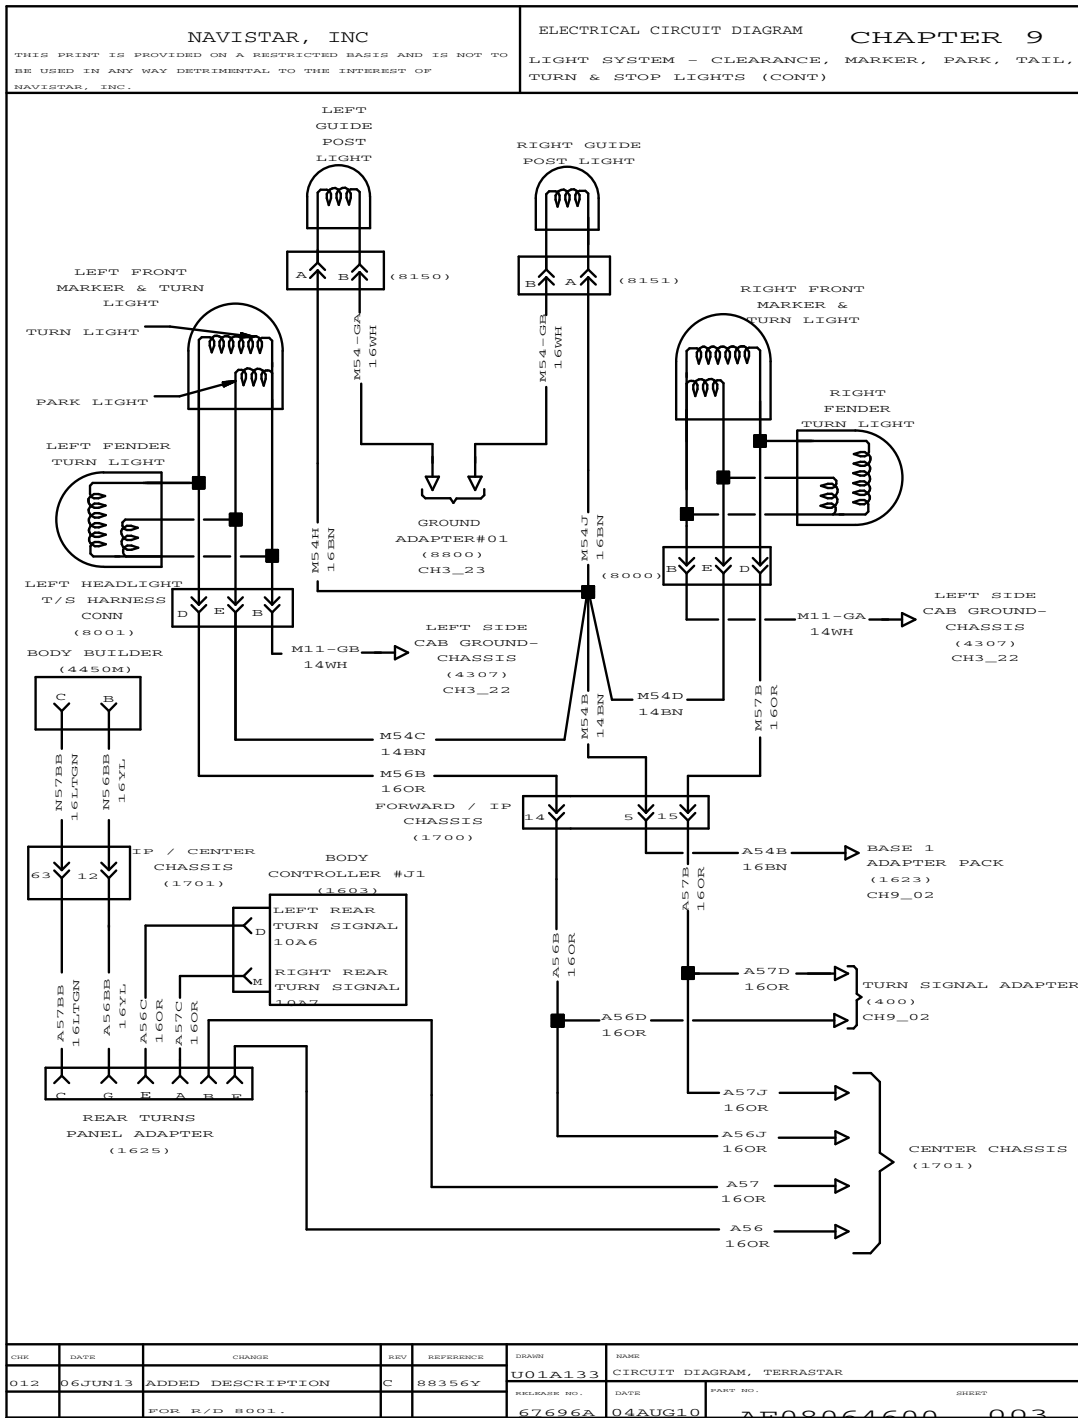 NAVISTAR, INC
THIS PRINT IS PROVIDED ON A RESTRICTED BASIS AND IS NOT TO
BE USED IN ANY WAY DETRIMENTAL TO THE INTEREST OF
NAVISTAR, INC.
ELECTRICAL CIRCUIT DIAGRAM
CHAPTER 9
LIGHT SYSTEM - CLEARANCE, MARKER, PARK, TAIL,
TURN & STOP LIGHTS (CONT)
LEFT
GUIDE
POST
LIGHT
RIGHT GUIDE
POST LIGHT
A B (8150)
B A (8151)
LEFT FRONT
MARKER & TURN
LIGHT
TURN LIGHT
PARK LIGHT
RIGHT FRONT
MARKER &
TURN LIGHT
M54-GA
16WH
M54-GB
16WH
RIGHT
FENDER
TURN LIGHT
LEFT FENDER
TURN LIGHT
GROUND
ADAPTER#01
(8800)
CH3_23
M54H
16BN
M54J
16BN
(8000)
B E D
LEFT HEADLIGHT
T/S HARNESS
CONN
(8001)
D E B
M11-GB
14WH
LEFT SIDE
CAB GROUND-
CHASSIS
(4307)
CH3_22
M11-GA
14WH
LEFT SIDE
CAB GROUND-
CHASSIS
(4307)
CH3_22
BODY BUILDER
(4450M)
C B
M54B
14BN
M54D
14BN
M57B
16OR
M54C
14BN
M56B
16OR
N57BB
16LTGN
N56BB
16YL
FORWARD / IP
CHASSIS
(1700)
14 5 15
IP / CENTER
CHASSIS
(1701)
63 12
A54B
16BN
BASE 1
ADAPTER PACK
(1623)
CH9_02
A57B
16OR
BODY
CONTROLLER #J1
(1603)
LEFT REAR
TURN SIGNAL
10A6
D
RIGHT REAR
TURN SIGNAL
10A7
M
A56B
16OR
A57D
16OR
A56D
16OR
TURN SIGNAL ADAPTER
(400)
CH9_02
A57BB
16LTGN
A56BB
16YL
A56C
16OR
A57C
16OR
C G E A B F
REAR TURNS
PANEL ADAPTER
(1625)
A57J
16OR
A56J
16OR
A57
16OR
A56
16OR
CENTER CHASSIS
(1701)
CHK DATE CHANGE REV REFERENCE
012 06JUN13 ADDED DESCRIPTION C 88356Y
FOR R/D 8001.
DRAWN
U01A133
NAME
CIRCUIT DIAGRAM, TERRASTAR
RELEASE NO.
67696A
DATE
04AUG10
PART NO. SHEET
AE08064600 003